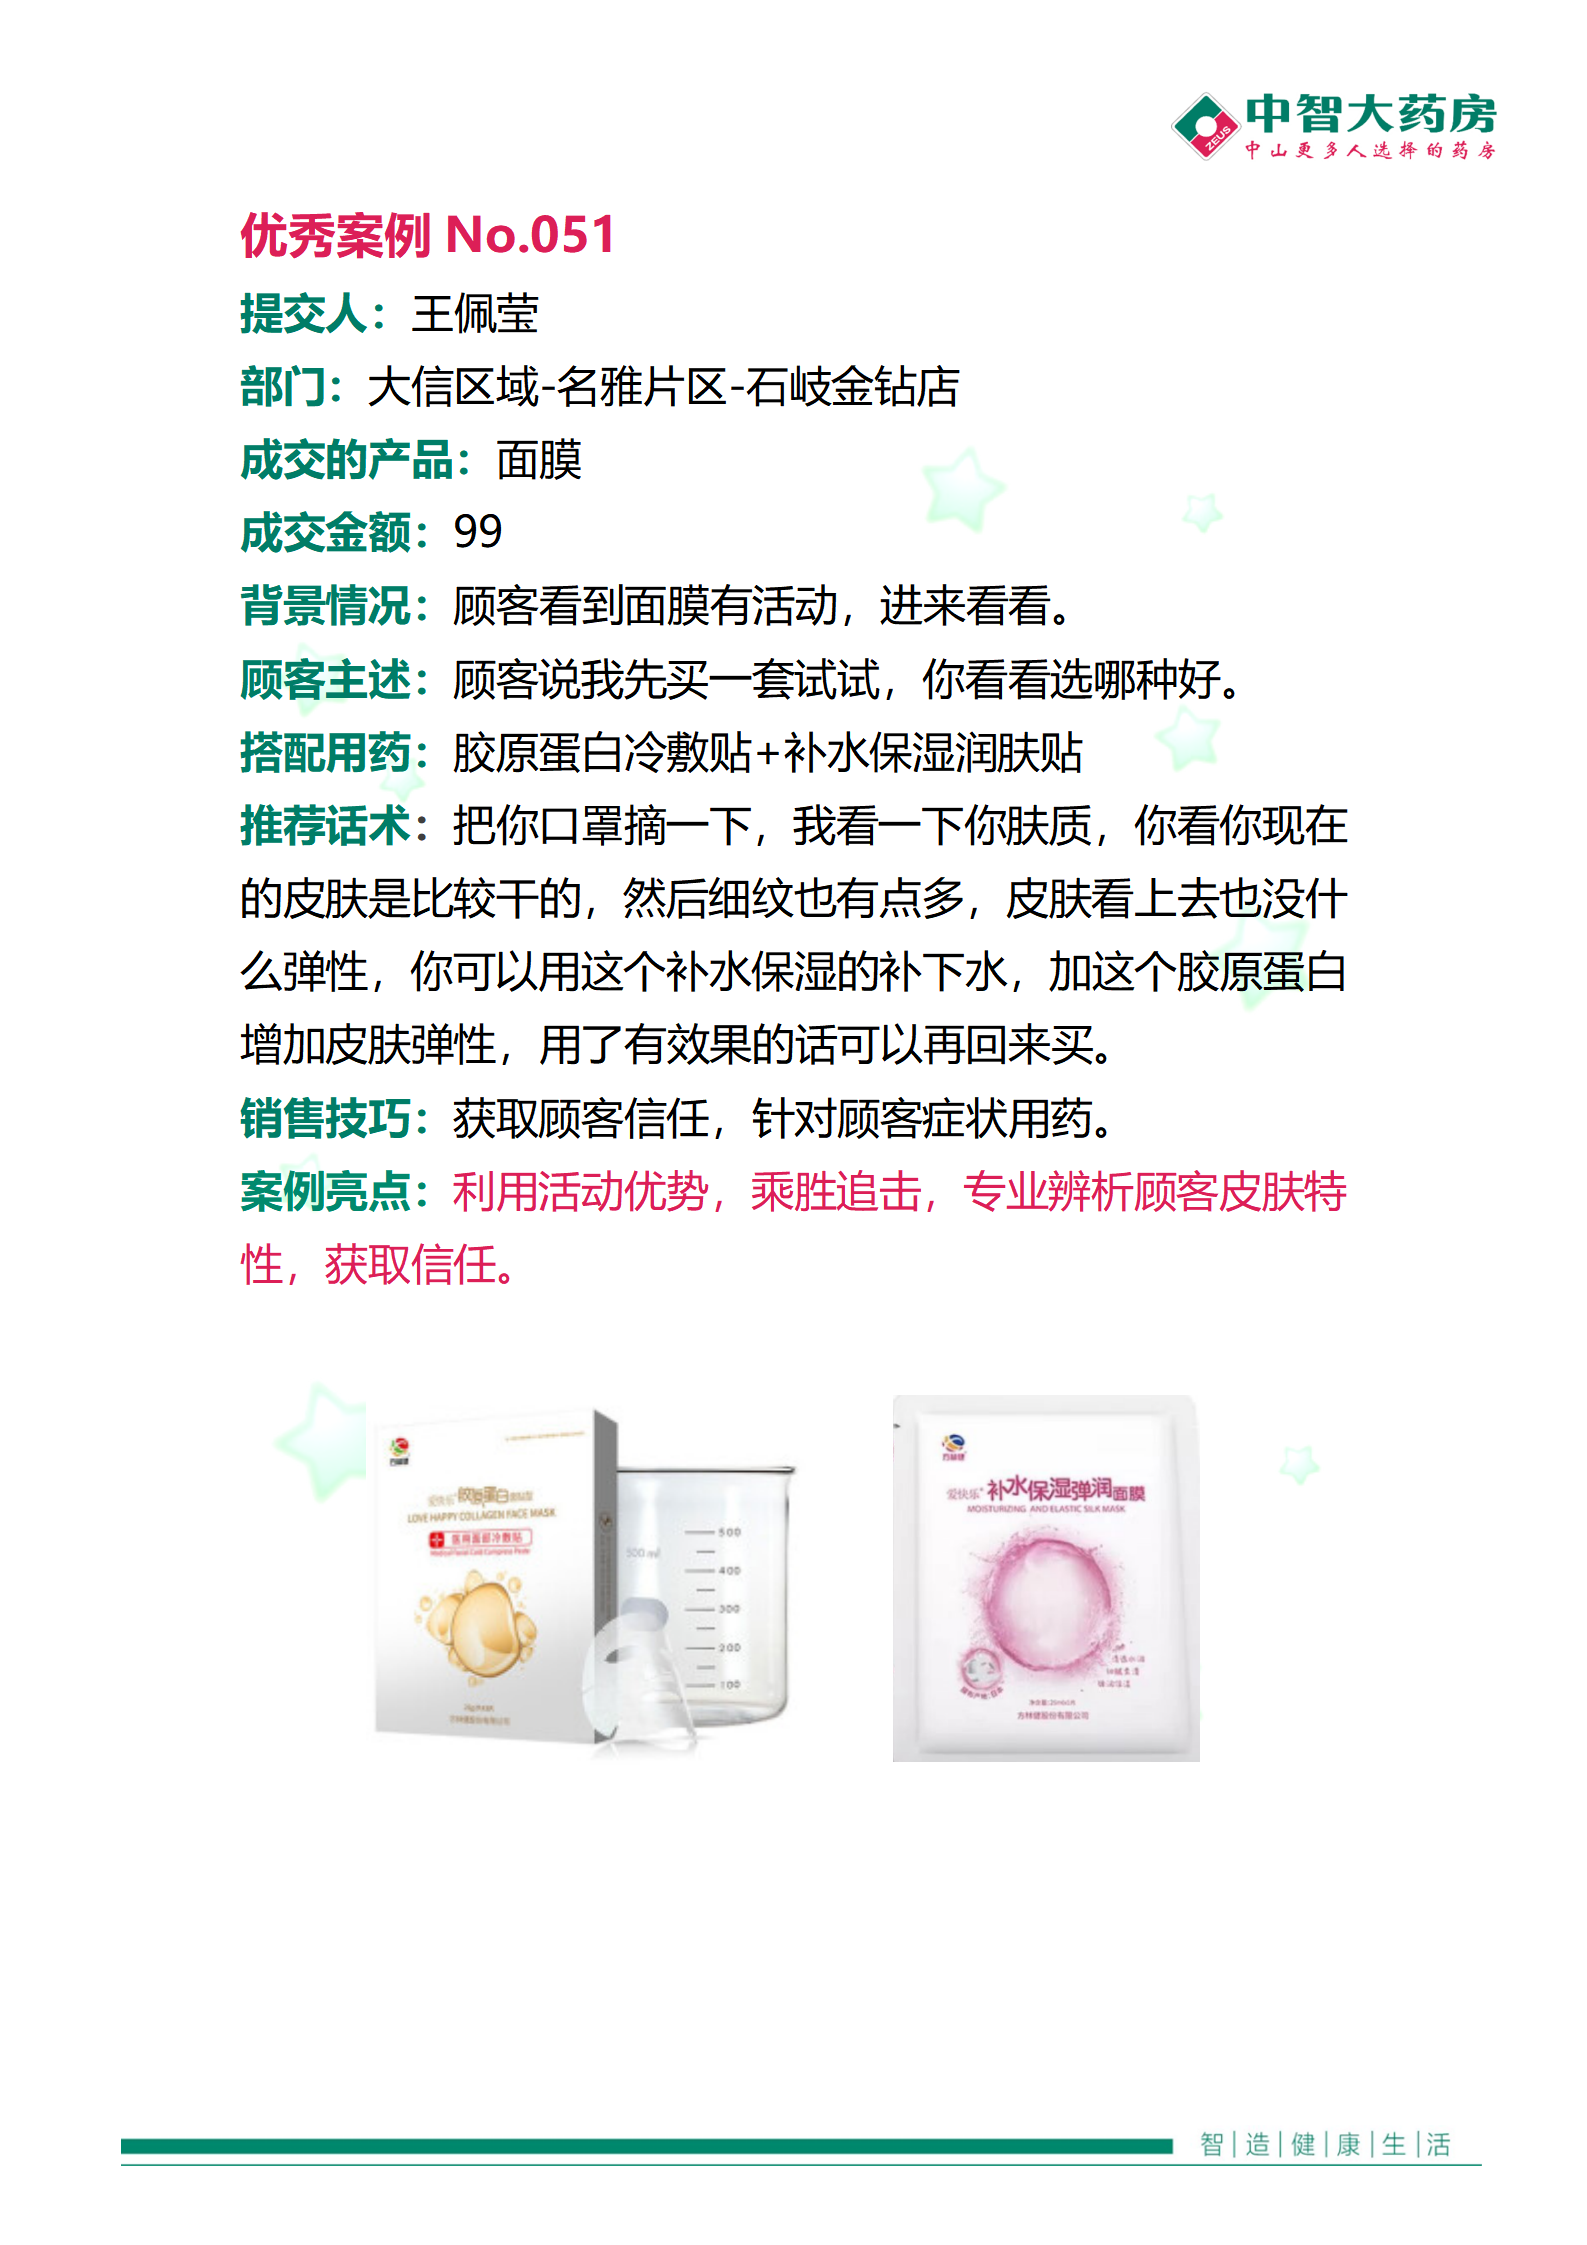 中智大药房
ZEUS
中山更多人选择的药房
优秀案例 No.051
提交人：王佩莹
部门：大信区域-名雅片区-石岐金钻店
成交的产品：面膜
成交金额：99
背景情况：顾客看到面膜有活动，进来看看。
顾客主述：顾客说我先买一套试试，你看看选哪种好。
搭配用药：胶原蛋白冷敷贴+补水保湿润肤贴
推荐话术：把你口罩摘一下，我看一下你肤质，你看你现在
的皮肤是比较干的，然后细纹也有点多，皮肤看上去也没什
么弹性，你可以用这个补水保湿的补下水，加这个胶原蛋白
增加皮肤弹性，用了有效果的话可以再回来买。
销售技巧：获取顾客信任，针对顾客症状用药。
案例亮点：利用活动优势，乘胜追击，专业辨析顾客皮肤特
性，获取信任。
爱快乐 胶原蛋白
LOVE HAPPY COLLAGEN FACE MASK
医用面部冷敷贴
Medical Facial Cold Compress Paste
500 ml
500
400
300
200
100
爱快乐 补水保湿弹润面膜
MOISTURIZING AND ELASTIC SILK MASK
方林健股份有限公司
智|造|健|康|生|活